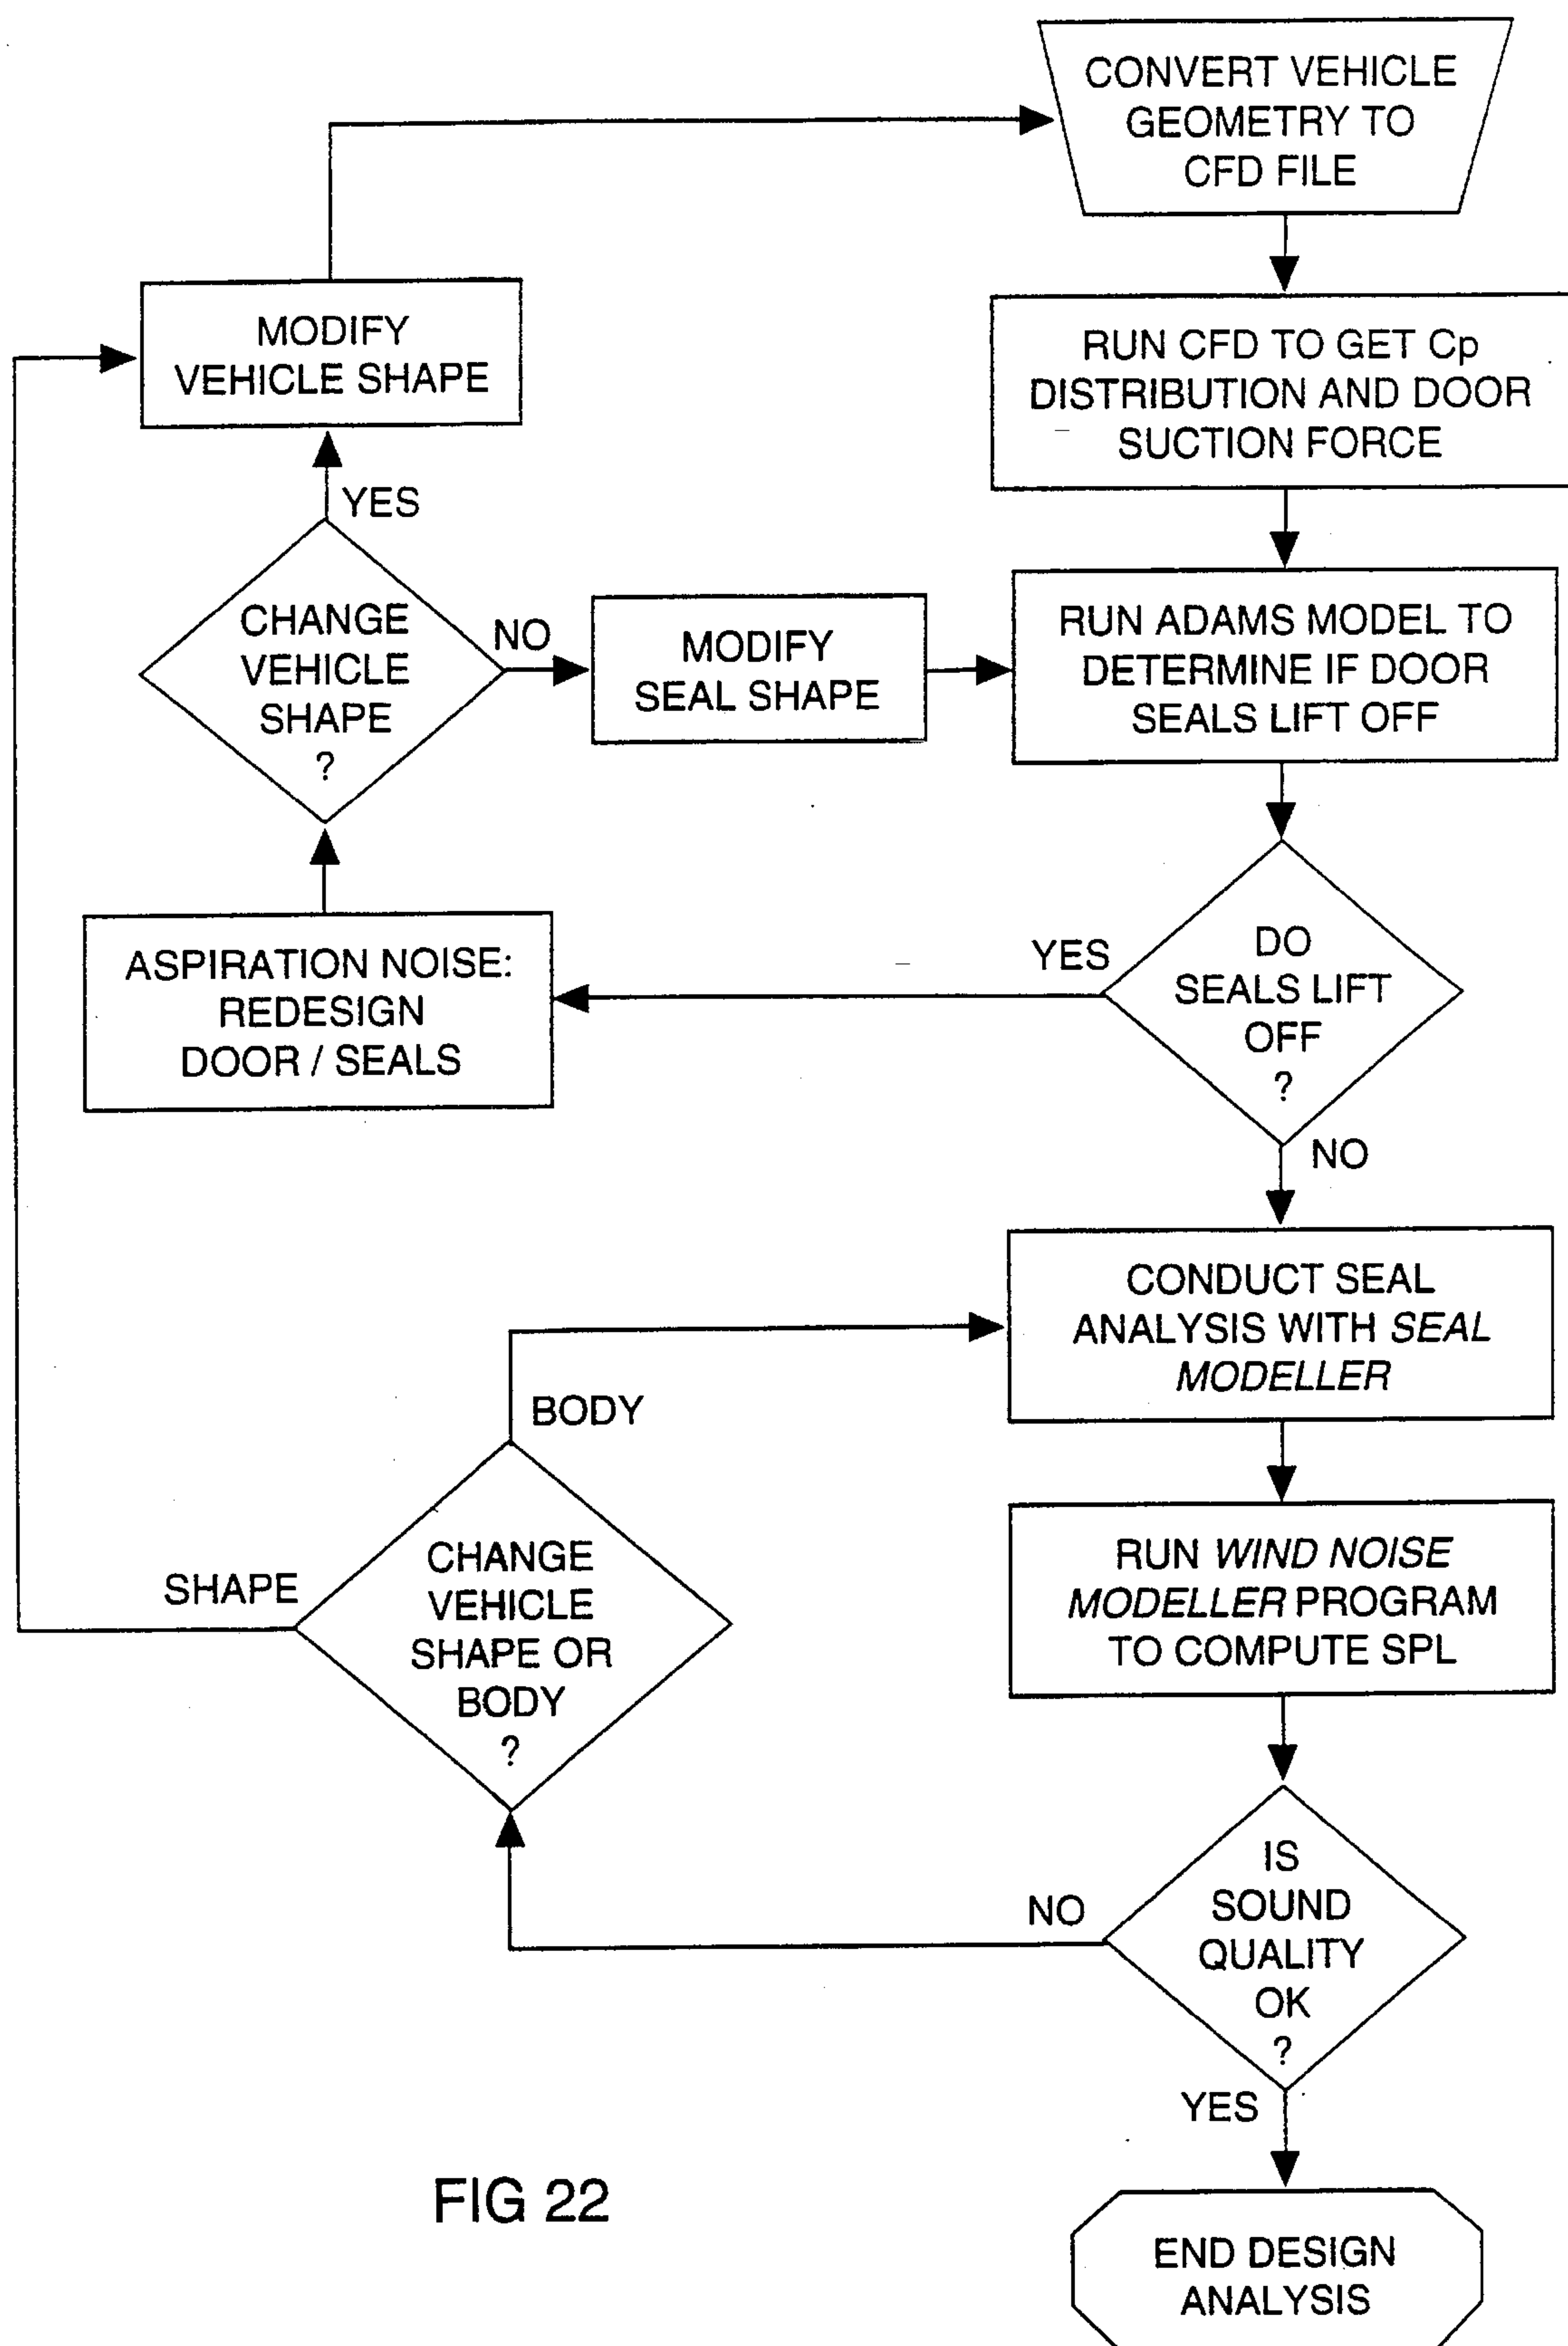 CONVERT VEHICLE
GEOMETRY TO
CFD FILE
MODIFY
VEHICLE SHAPE
RUN CFD TO GET Cp
DISTRIBUTION AND DOOR
SUCTION FORCE
YES
CHANGE
VEHICLE
SHAPE
?
NO
MODIFY
SEAL SHAPE
RUN ADAMS MODEL TO
DETERMINE IF DOOR
SEALS LIFT OFF
ASPIRATION NOISE:
REDESIGN
DOOR / SEALS
YES
DO
SEALS LIFT
OFF
?
NO
CONDUCT SEAL
ANALYSIS WITH SEAL
MODELLER
BODY
SHAPE
CHANGE
VEHICLE
SHAPE OR
BODY
?
RUN WIND NOISE
MODELLER PROGRAM
TO COMPUTE SPL
NO
IS
SOUND
QUALITY
OK
?
YES
FIG 22
END DESIGN
ANALYSIS